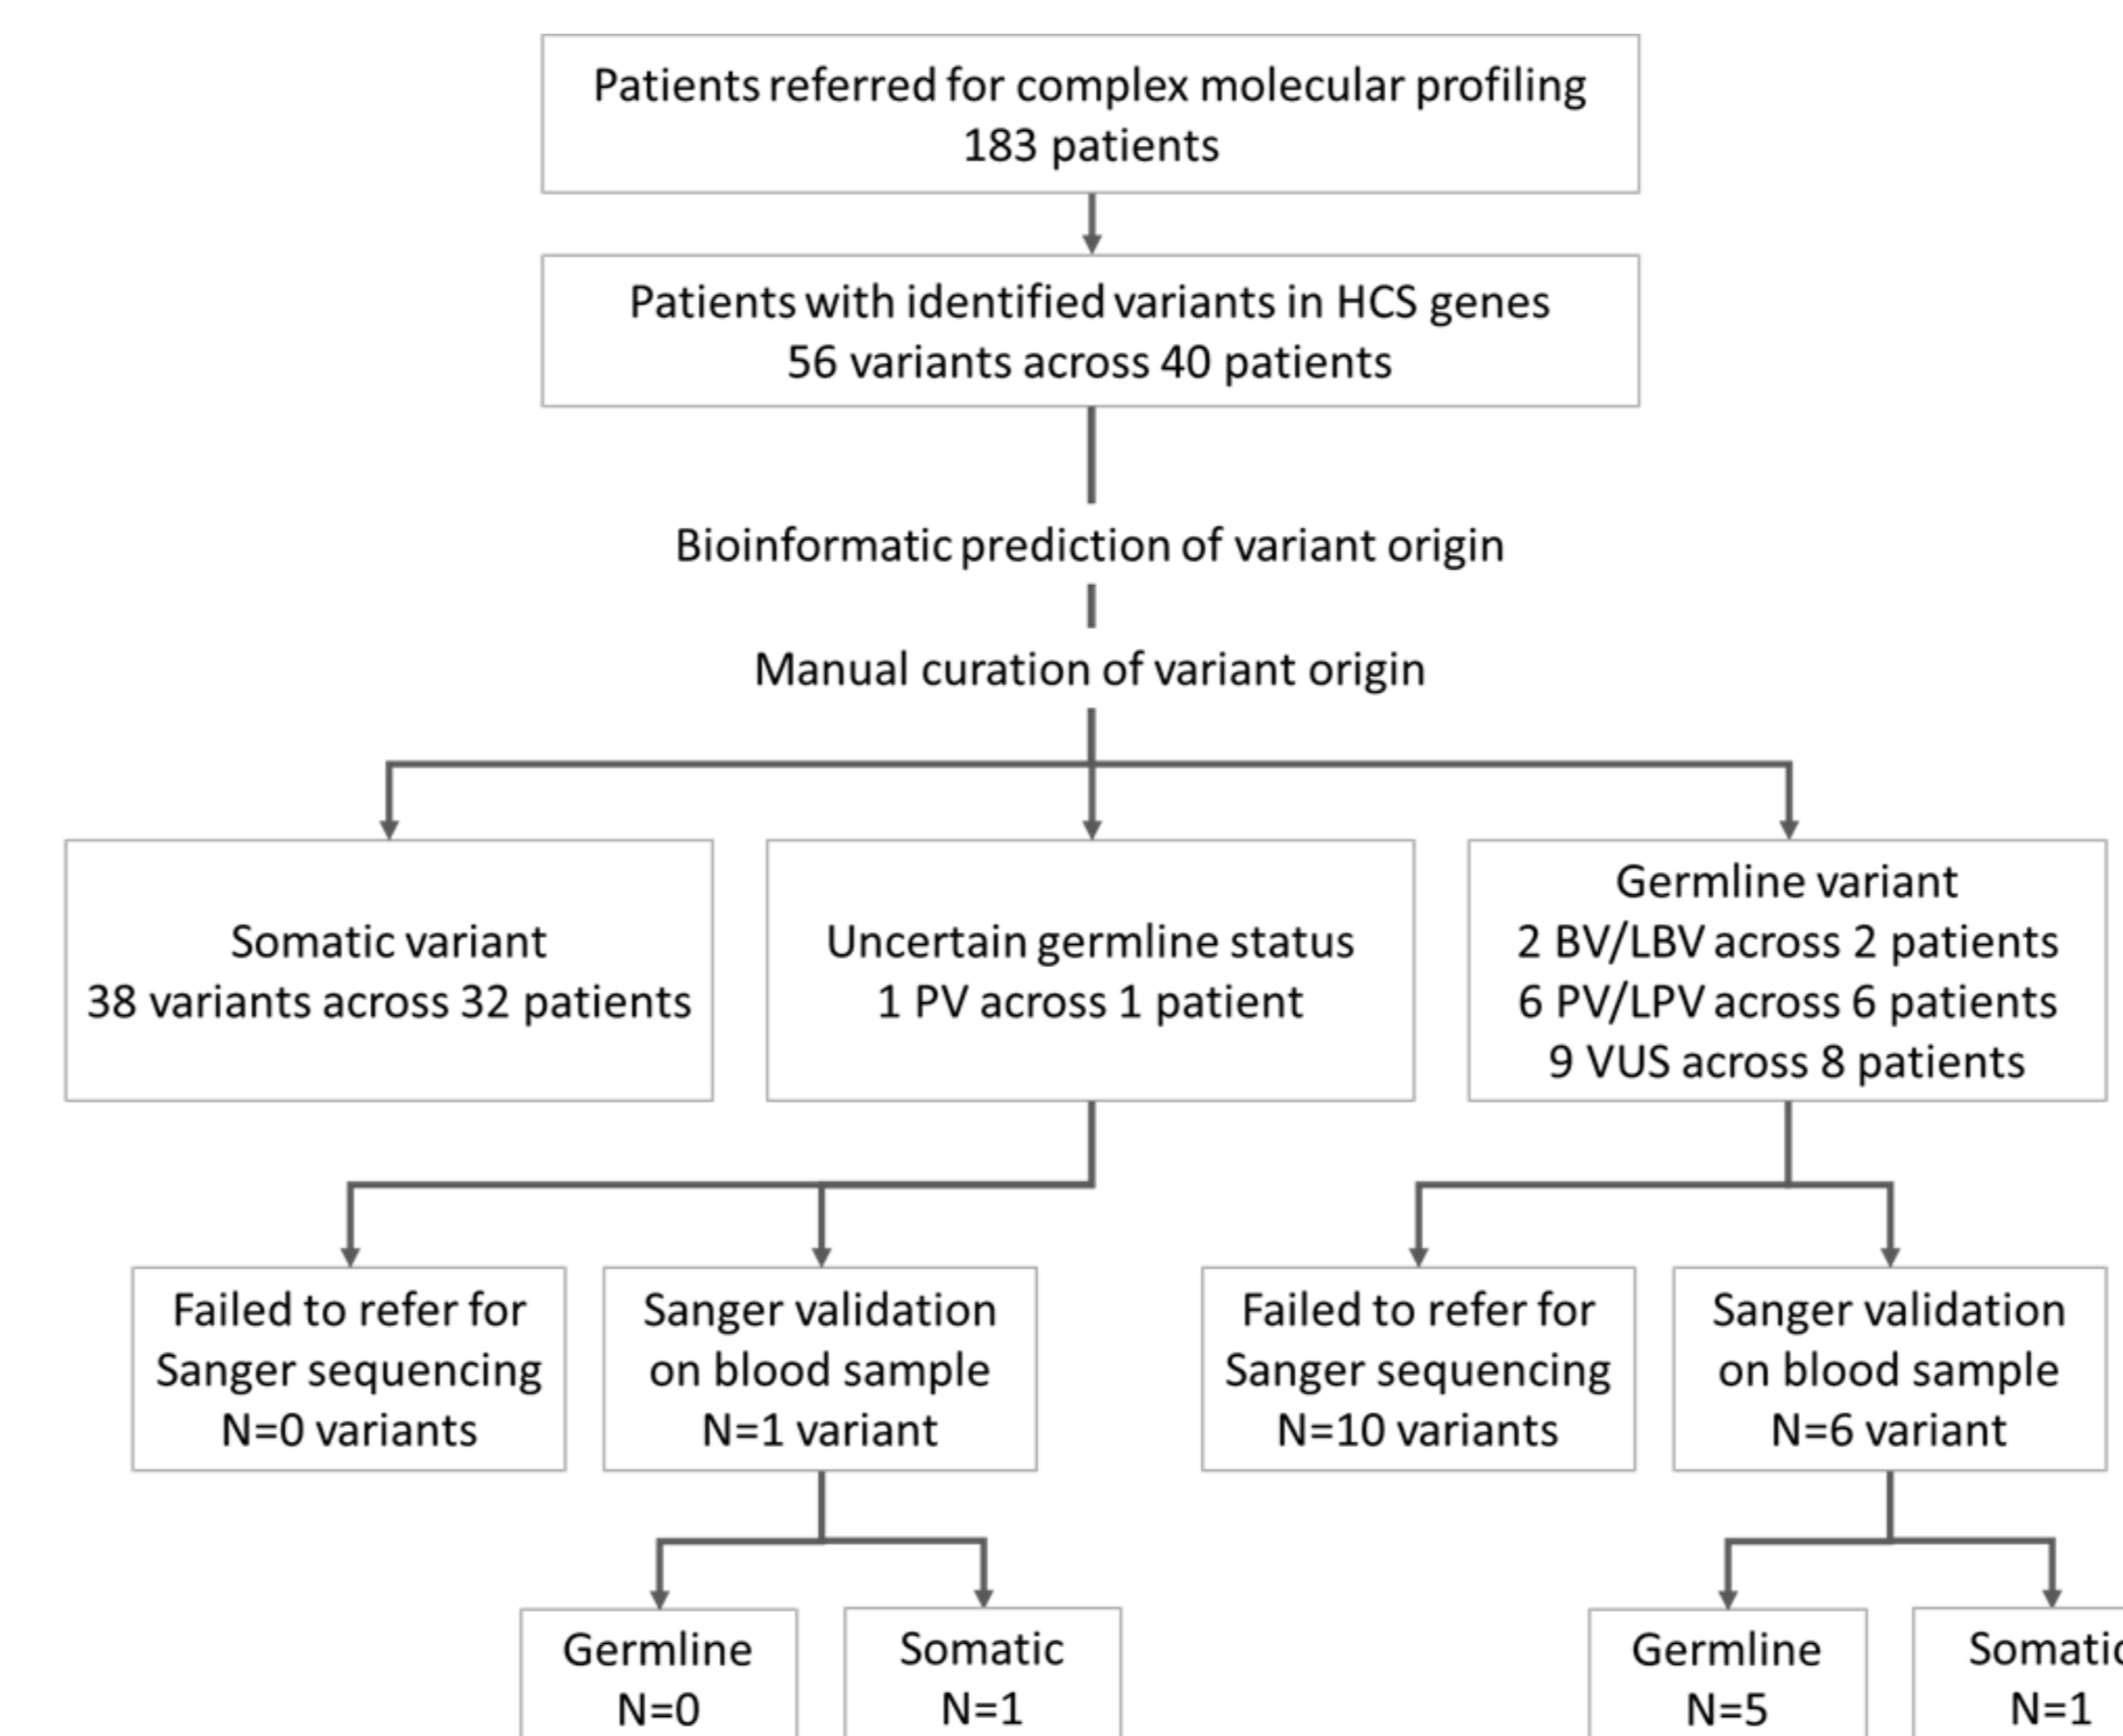 Patients referred for complex molecular profiling
183 patients
Patients with identified variants in HCS genes
56 variants across 40 patients
Bioinformatic prediction of variant origin
Manual curation of variant origin
Somatic variant
38 variants across 32 patients
Uncertain germline status
1 PV across 1 patient
Germline variant
2 BV/LBV across 2 patients
6 PV/LPV across 6 patients
9 VUS across 8 patients
Failed to refer for
Sanger sequencing
N=0 variants
Sanger validation
on blood sample
N=1 variant
Failed to refer for
Sanger sequencing
N=10 variants
Sanger validation
on blood sample
N=6 variant
Germline
N=0
Somatic
N=1
Germline
N=5
Somatic
N=1